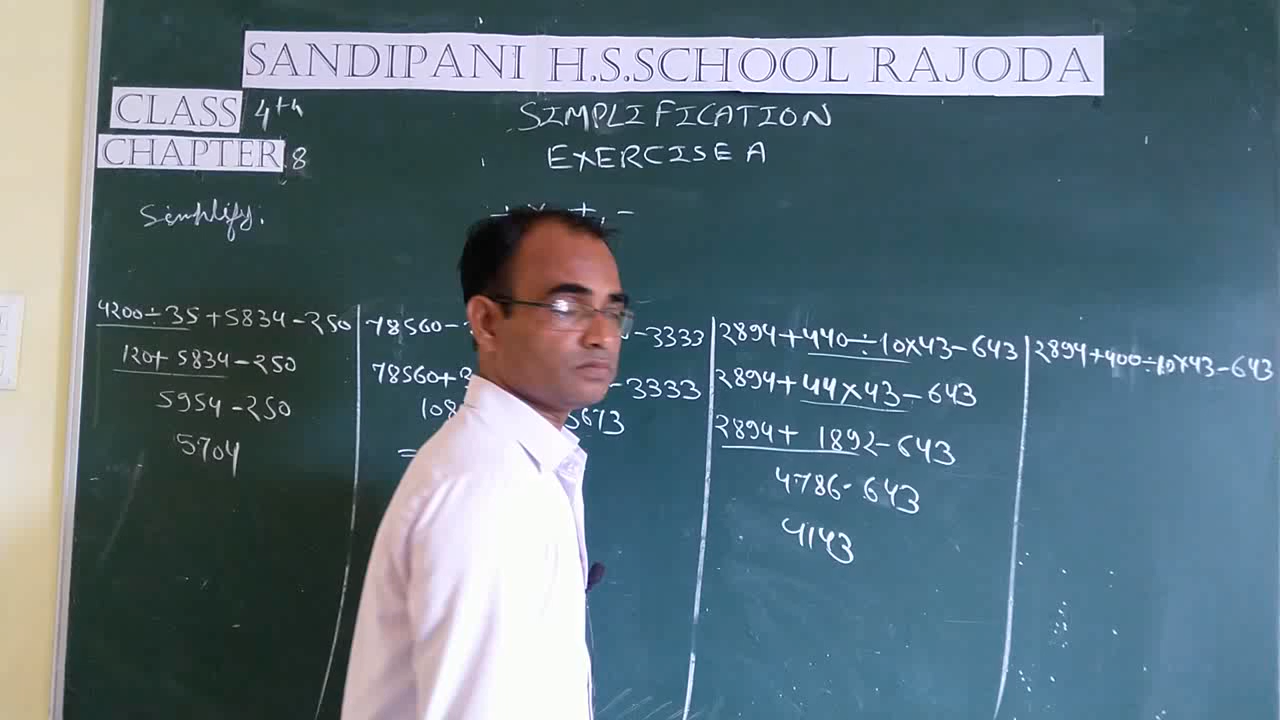 SANDIPANI H.S.SCHOOL RAJODA
CLASS 4th
CHAPTER 8
SIMPLIFICATION
EXERCISE A
Simplify:
4200÷35+5834-250
120+5834-250
5954-250
5704
78560-
-3333
78560+3
-3333
108
5673
=
2894+440÷10×43-643
2894+44×43-643
2894+ 1892-643
4786-643
4143
2894+400÷10×43-643